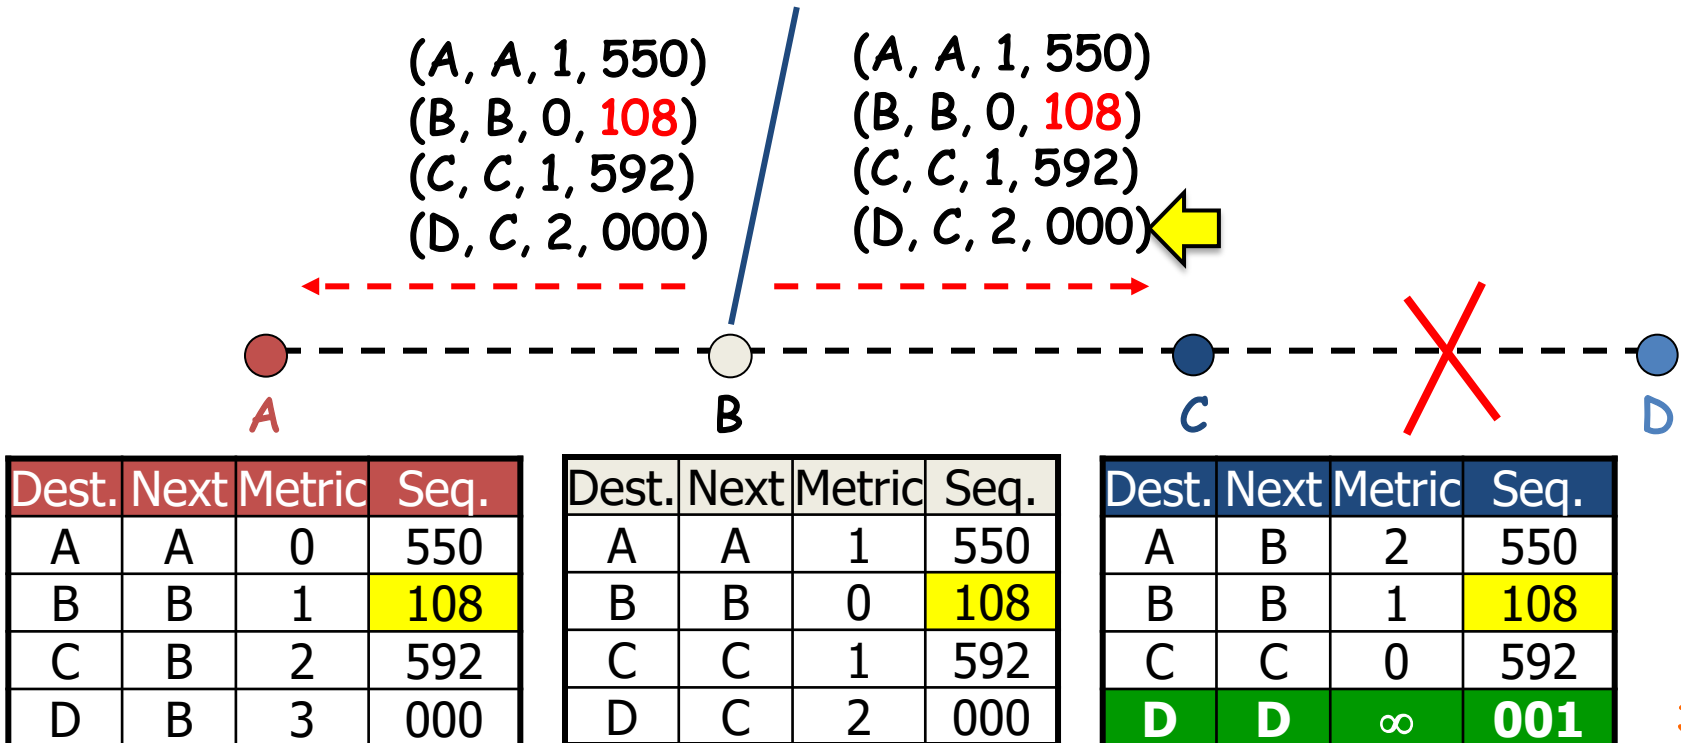 (A, A, 1, 550)
(B, B, 0, 108)
(C, C, 1, 592)
(D, C, 2, 000)
(A, A, 1, 550)
(B, B, 0, 108)
(C, C, 1, 592)
(D, C, 2, 000)
A B C D
Dest. Next Metric Seq.
A A 0 550
B B 1 108
C B 2 592
D B 3 000
Dest. Next Metric Seq.
A A 1 550
B B 0 108
C C 1 592
D C 2 000
Dest. Next Metric Seq.
A B 2 550
B B 1 108
C C 0 592
D D ∞ 001